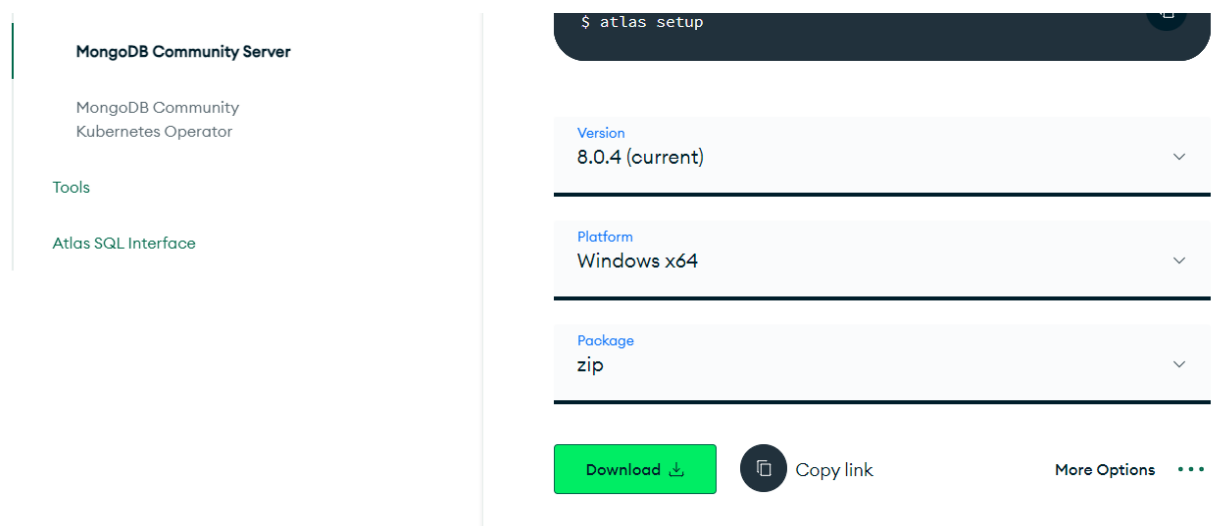 MongoDB Community Server
MongoDB Community
Kubernetes Operator
Tools
Atlas SQL Interface
$ atlas setup
Version
8.0.4 (current)
Platform
Windows x64
Package
zip
Download
Copy link
More Options